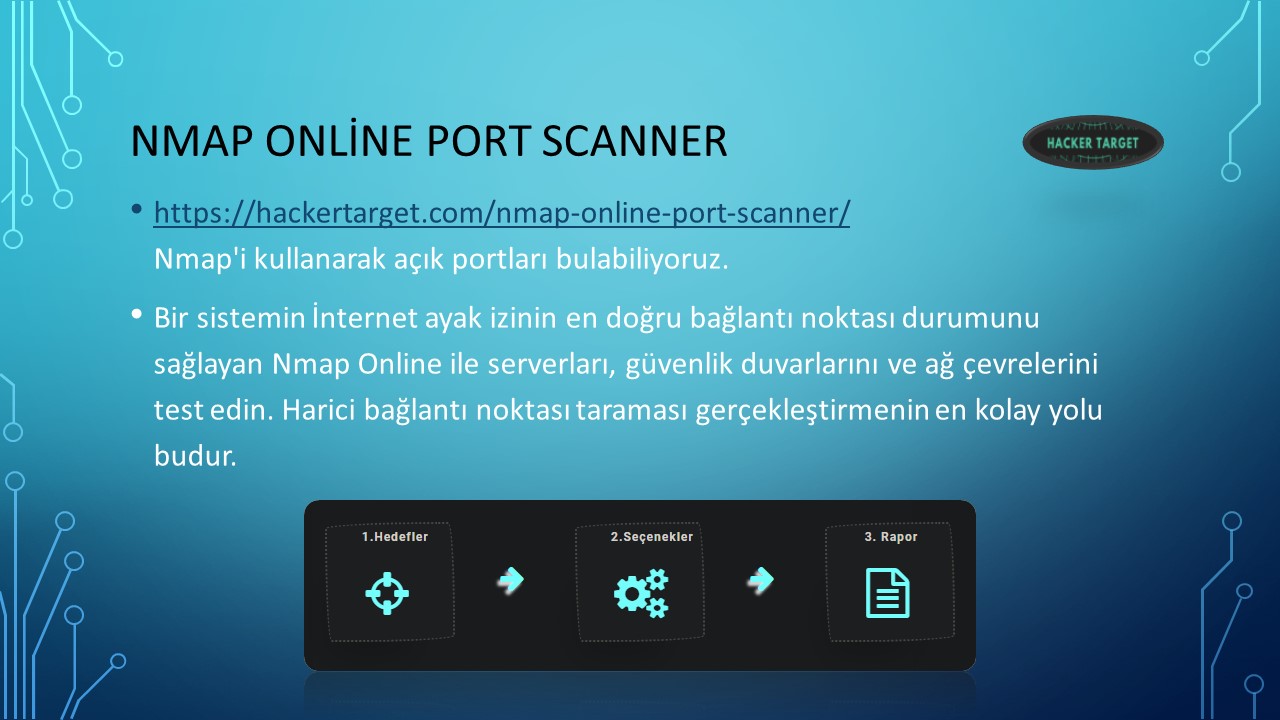 NMAP ONLİNE PORT SCANNER
HACKER TARGET
• https://hackertarget.com/nmap-online-port-scanner/
Nmap'i kullanarak açık portları bulabiliyoruz.
• Bir sistemin İnternet ayak izinin en doğru bağlantı noktası durumunu
sağlayan Nmap Online ile serverları, güvenlik duvarlarını ve ağ çevrelerini
test edin. Harici bağlantı noktası taraması gerçekleştirmenin en kolay yolu
budur.
1.Hedefler
2.Seçenekler
3. Rapor